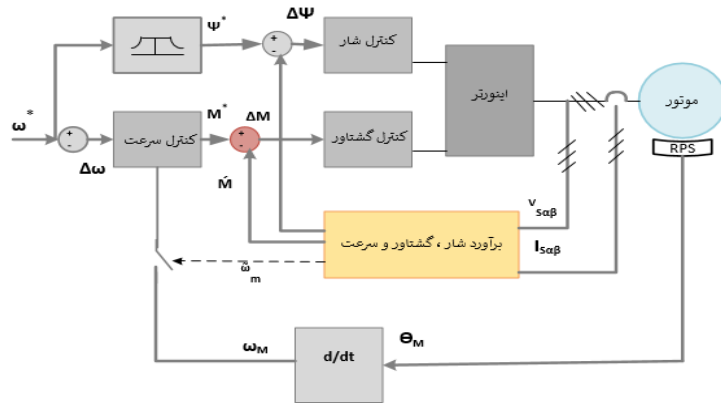 Ψ*
ΔΨ
کنترل شار
اینورتر
موتور
RPS
ω*
Δω
کنترل سرعت
M*
ΔM
کنترل گشتاور
Ḿ
برآورد شار ، گشتاور و سرعت
VSαβ
ISαβ
ω̂m
ωM
d/dt
ΘM
+
-
+
-
+
-